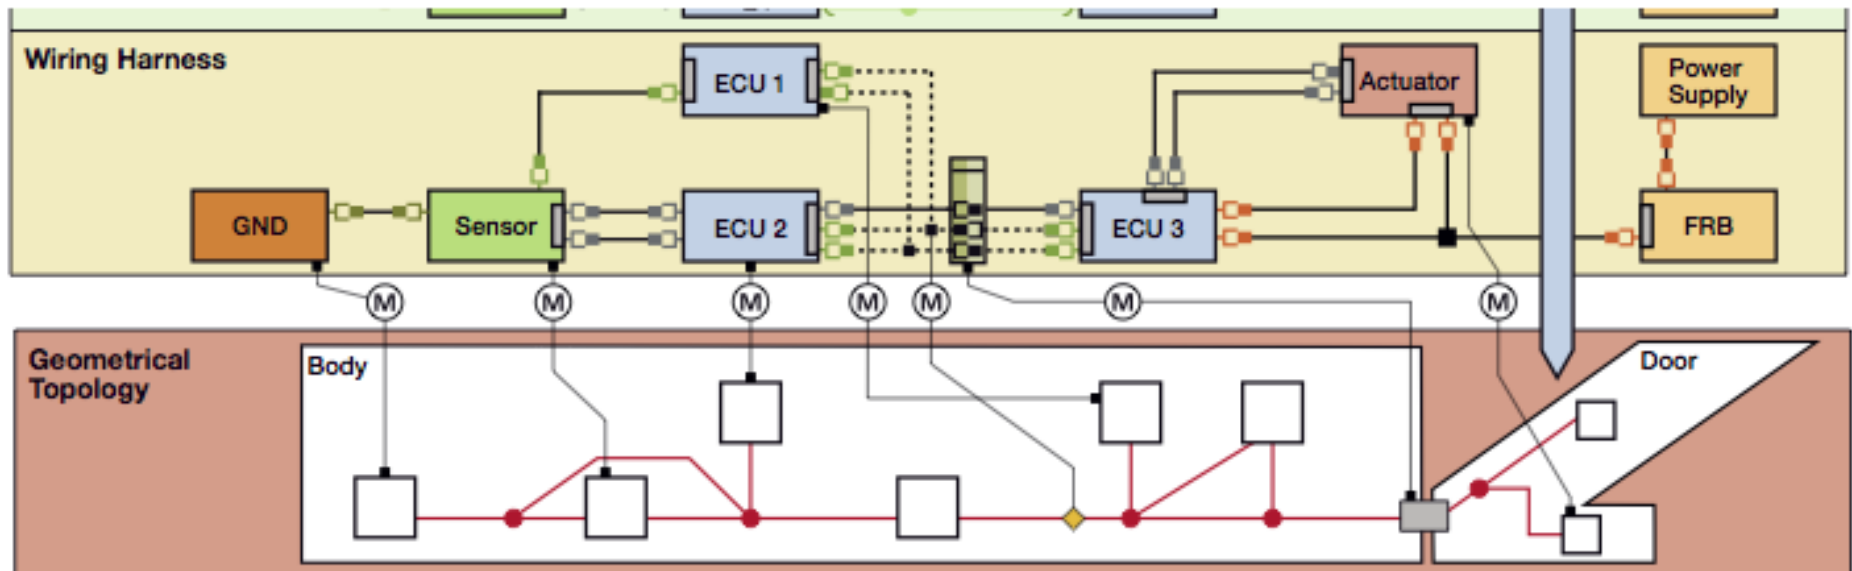 Wiring Harness
ECU 1
Actuator
Power
Supply
GND
Sensor
ECU 2
ECU 3
FRB
M
M
M
M
M
M
M
Geometrical
Topology
Body
Door